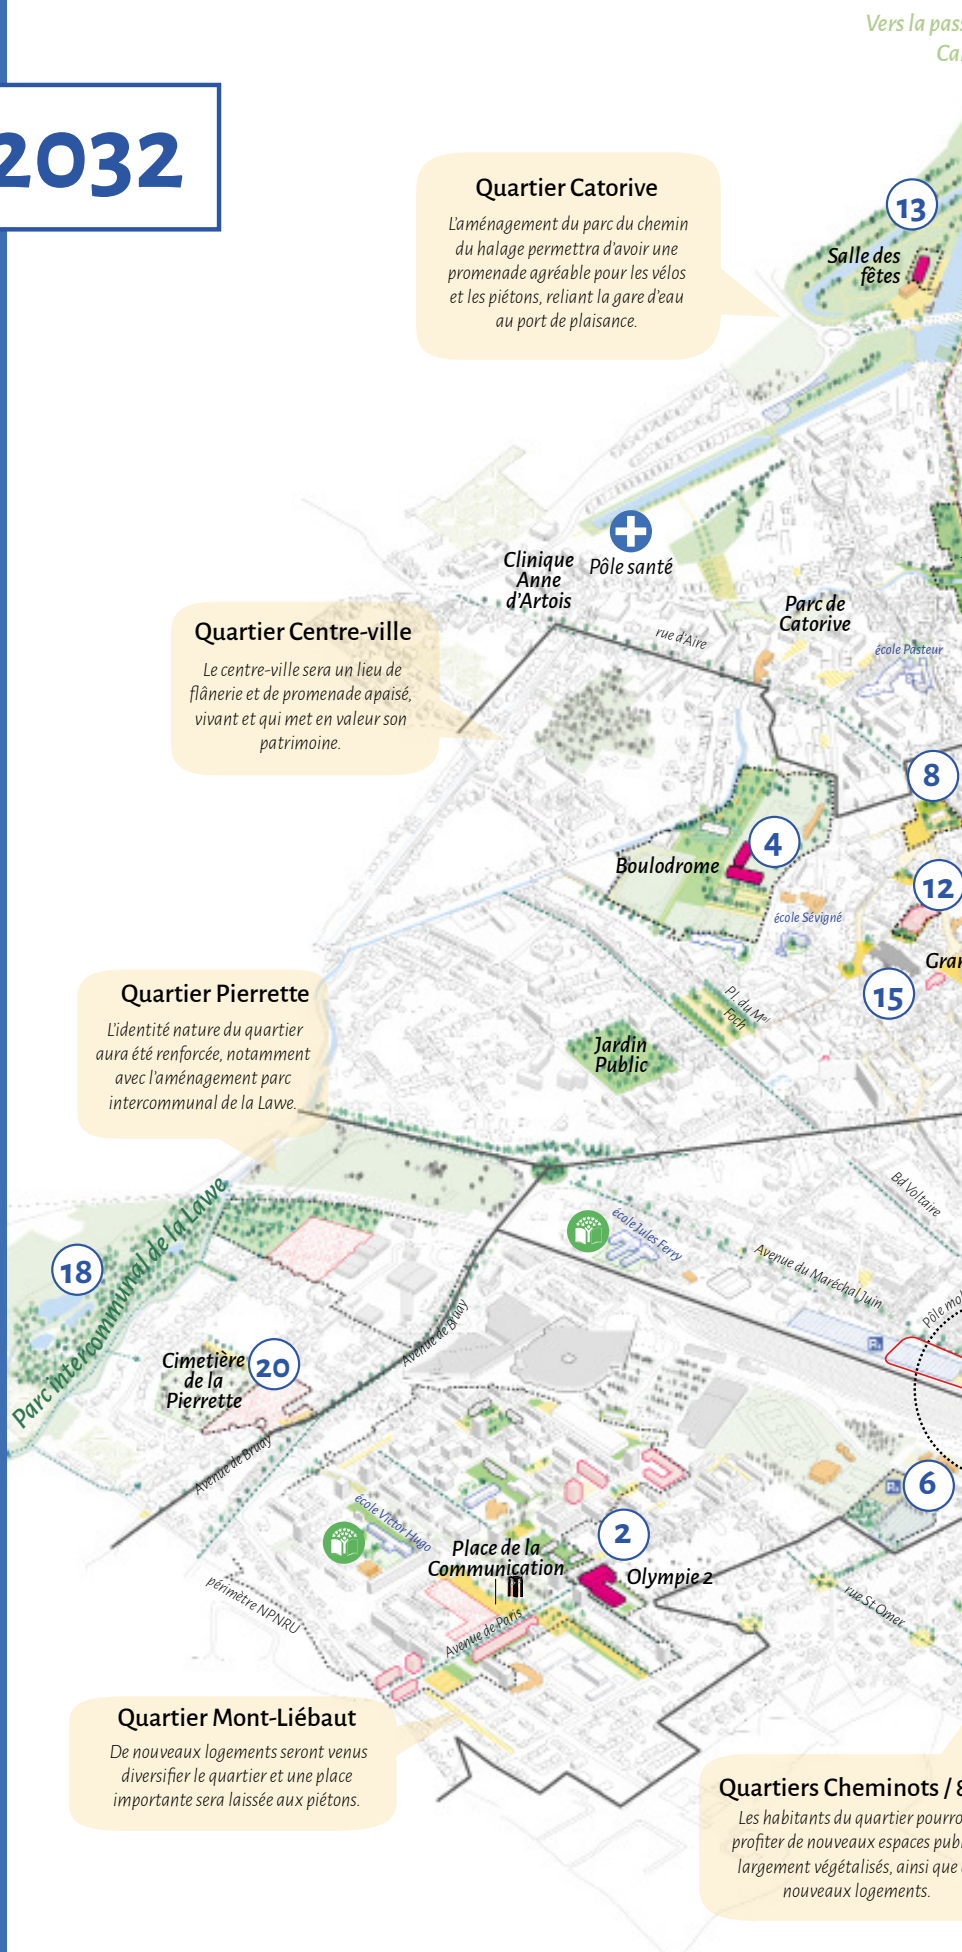 Vers la
2032
Quartier Catorive
L'aménagement du parc du chemin
du halage permettra d'avoir une
promenade agréable pour les vélos
et les piétons, reliant la gare d'eau
au port de plaisance.
13
Salle des
fêtes
Clinique
Anne
d'Artois
Pôle santé
Parc de
Catorive
rue d'Aire
école Pasteur
Quartier Centre-ville
Le centre-ville sera un lieu de
flânerie et de promenade apaisé,
vivant et qui met en valeur son
patrimoine.
8
4
Boulodrome
12
école Sévigné
15
Pl. du Mal
Foch
Jardin
Public
Quartier Pierrette
L'identité nature du quartier
aura été renforcée, notamment
avec l'aménagement parc
intercommunal de la Lawe.
Parc intercommunal de la Lawe
18
Bd Voltaire
école Jules Ferry
Avenue du Maréchal Juin
Pôle
Avenue de Bruay
Cimetière
de la
Pierrette
20
Avenue de Bruay
6
école Victor Hugo
Place de la
Communication
2
Olympie 2
périmètre NPNRU
Avenue de Paris
rue St Omer
Quartier Mont-Liébaut
De nouveaux logements seront venus
diversifier le quartier et une place
importante sera laissée aux piétons.
Quartiers Cheminots /
Les habitants du quartier
profiter de nouveaux espaces
largement végétalisés, ainsi que
nouveaux logements.